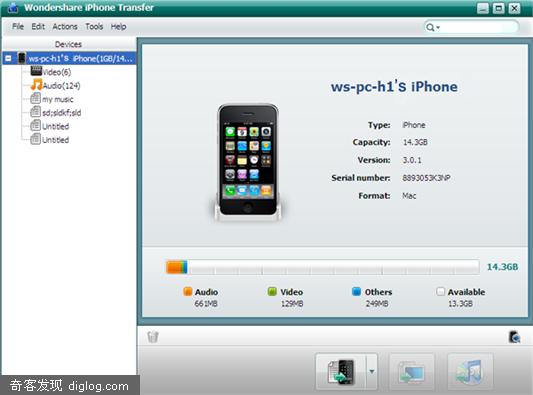 Wondershare iPhone Transfer
File Edit Actions Tools Help
Devices
ws-pc-h1'S iPhone(1GB/14...
Video(6)
Audio(124)
my music
sd;sldkf;sld
Untitled
Untitled
ws-pc-h1'S iPhone
Type: iPhone
Capacity: 14.3GB
Version: 3.0.1
Serial number: 8893053K3NP
Format: Mac
14.3GB
Audio Video Others Available
661MB 129MB 249MB 13.3GB
奇客发现 diglog.com